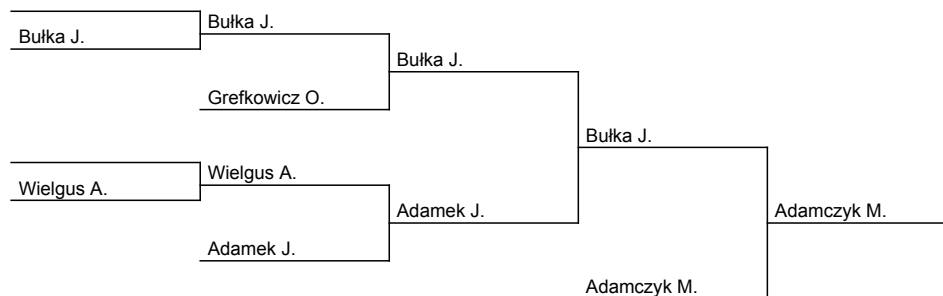 Bułka J.
Bułka J.
Bułka J.
Grefkowicz O.
Bułka J.
Wielgus A.
Wielgus A.
Adamek J.
Adamczyk M.
Adamek J.
Adamczyk M.